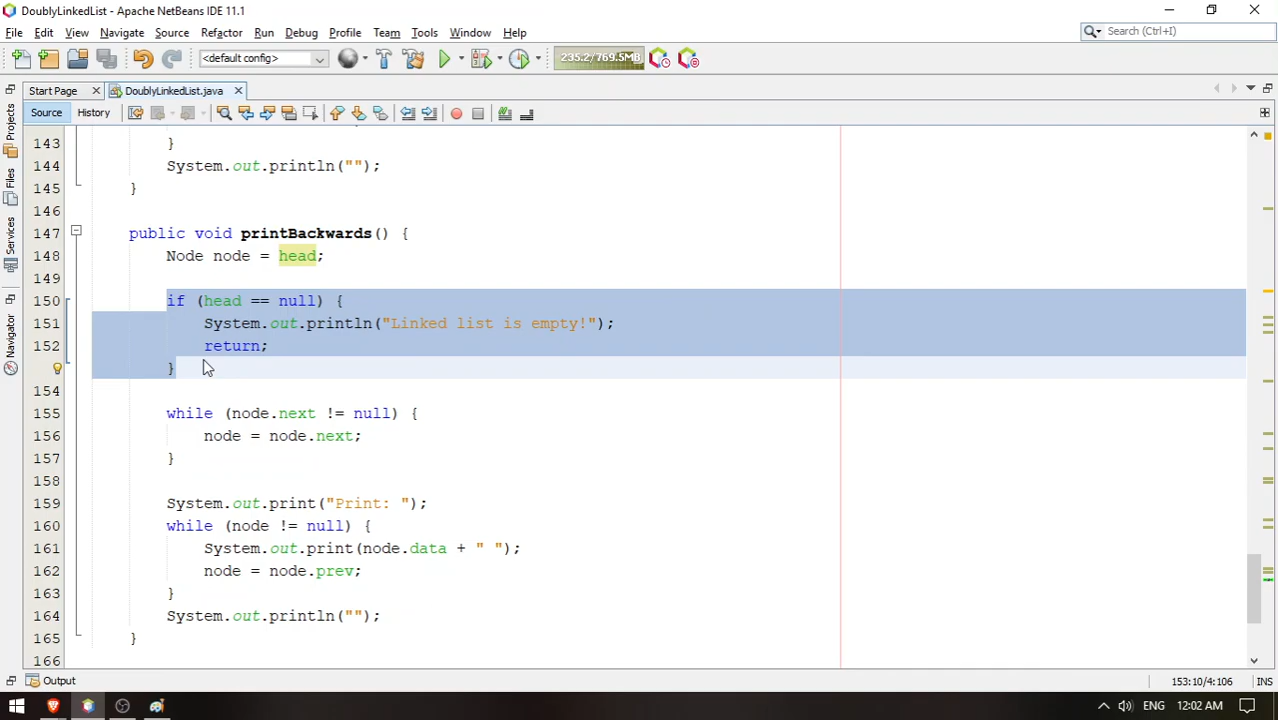 DoublyLinkedList - Apache NetBeans IDE 11.1
File Edit View Navigate Source Refactor Run Debug Profile Team Tools Window Help
Search (Ctrl+I)
<default config>
235.2/769.5MB
Start Page
DoublyLinkedList.java
Source History
Projects
Files
Services
Navigator
143 }
144 System.out.println("");
145 }
146
147 public void printBackwards() {
148 Node node = head;
149
150 if (head == null) {
151 System.out.println("Linked list is empty!");
152 return;
}
154
155 while (node.next != null) {
156 node = node.next;
157 }
158
159 System.out.print("Print: ");
160 while (node != null) {
161 System.out.print(node.data + " ");
162 node = node.prev;
163 }
164 System.out.println("");
165 }
166
Output
153:10/4:106 INS
ENG 12:02 AM